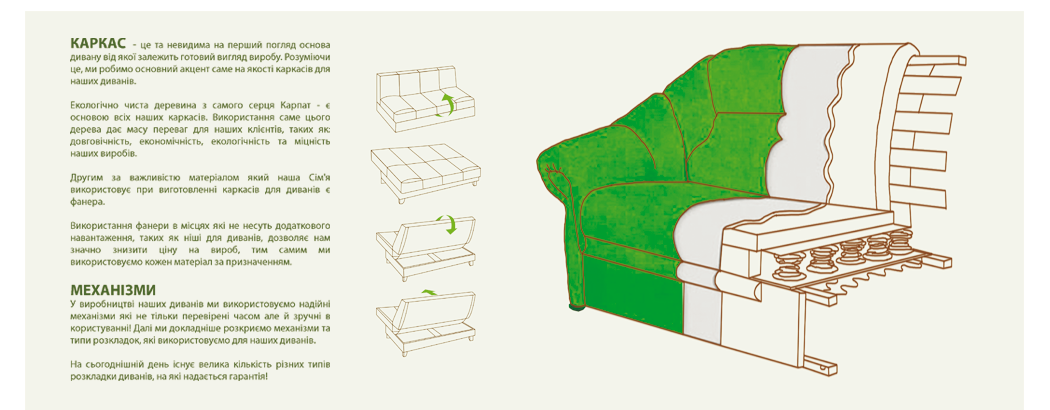 КАРКАС - це та невидима на перший погляд основа
дивану від якої залежить готовий вигляд виробу. Розуміючи
це, ми робимо основний акцент саме на якості каркасів для
наших диванів.
Екологічно чиста деревина з самого серця Карпат - є
основою всіх наших каркасів. Використання саме цього
дерева дає масу переваг для наших клієнтів, таких як:
довговічність, економічність, екологічність та міцність
наших виробів.
Другим за важливістю матеріалом який наша Сім'я
використовує при виготовленні каркасів для диванів є
фанера.
Використання фанери в місцях які не несуть додаткового
навантаження, таких як ніші для диванів, дозволяє нам
значно знизити ціну на вироб, тим самим ми
використовуємо кожен матеріал за призначенням.
МЕХАНІЗМИ
У виробництві наших диванів ми використовуємо надійні
механізми які не тільки перевірені часом але й зручні в
користуванні! Далі ми докладніше розкриємо механізми та
типи розкладок, які використовуємо для наших диванів.
На сьогоднішній день існує велика кількість різних типів
розкладки диванів, на які надається гарантія!